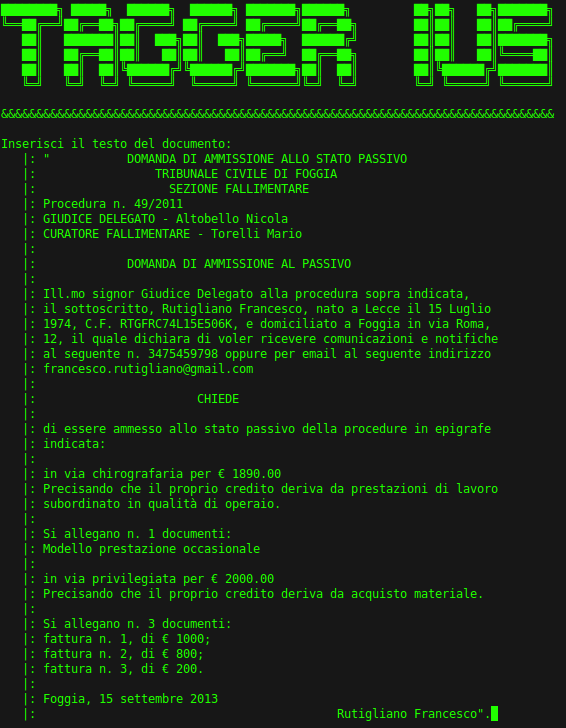 TAGGER IUS
&&&&&&&&&&&&&&&&&&&&&&&&&&&&&&&&&&&&&&&&&&&&&&&&&&&&&&&&&&&&&&&&&&&&&&&&&&&&&&&
Inserisci il testo del documento:
|: " DOMANDA DI AMMISSIONE ALLO STATO PASSIVO
|: TRIBUNALE CIVILE DI FOGGIA
|: SEZIONE FALLIMENTARE
|: Procedura n. 49/2011
|: GIUDICE DELEGATO - Altobello Nicola
|: CURATORE FALLIMENTARE - Torelli Mario
|:
|: DOMANDA DI AMMISSIONE AL PASSIVO
|:
|: Ill.mo signor Giudice Delegato alla procedura sopra indicata,
|: il sottoscritto, Rutigliano Francesco, nato a Lecce il 15 Luglio
|: 1974, C.F. RTGFRC74L15E506K, e domiciliato a Foggia in via Roma,
|: 12, il quale dichiara di voler ricevere comunicazioni e notifiche
|: al seguente n. 3475459798 oppure per email al seguente indirizzo
|: francesco.rutigliano@gmail.com
|:
|: CHIEDE
|:
|: di essere ammesso allo stato passivo della procedure in epigrafe
|: indicata:
|:
|: in via chirografaria per € 1890.00
|: Precisando che il proprio credito deriva da prestazioni di lavoro
|: subordinato in qualità di operaio.
|:
|: Si allegano n. 1 documenti:
|: Modello prestazione occasionale
|:
|: in via privilegiata per € 2000.00
|: Precisando che il proprio credito deriva da acquisto materiale.
|:
|: Si allegano n. 3 documenti:
|: fattura n. 1, di € 1000;
|: fattura n. 2, di € 800;
|: fattura n. 3, di € 200.
|:
|: Foggia, 15 settembre 2013
|: Rutigliano Francesco".